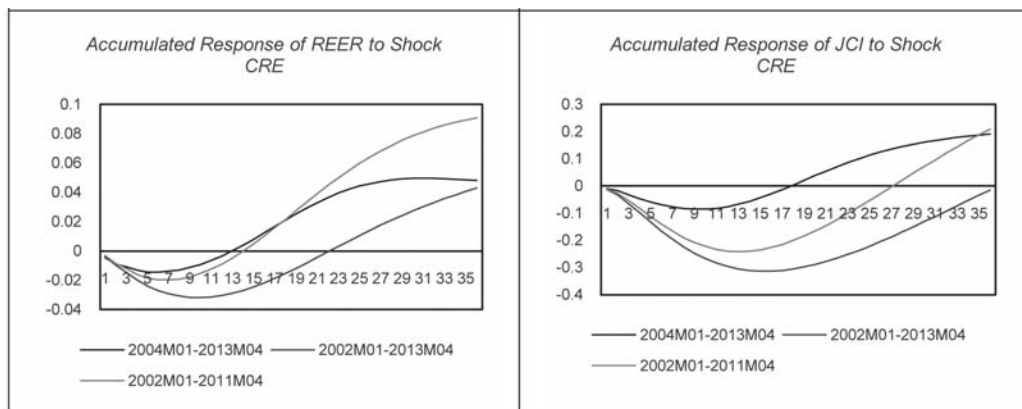 Accumulated Response of REER to Shock
CRE
0.1
0.08
0.06
0.04
0.02
0
-0.02
-0.04
1 3 5 7 9 11 13 15 17 19 21 23 25 27 29 31 33 35
2004M01-2013M04 2002M01-2013M04
2002M01-2011M04
Accumulated Response of JCI to Shock
CRE
0.3
0.2
0.1
0
-0.1
-0.2
-0.3
-0.4
1 3 5 7 9 11 13 15 17 19 21 23 25 27 29 31 33 35
2004M01-2013M04 2002M01-2013M04
2002M01-2011M04